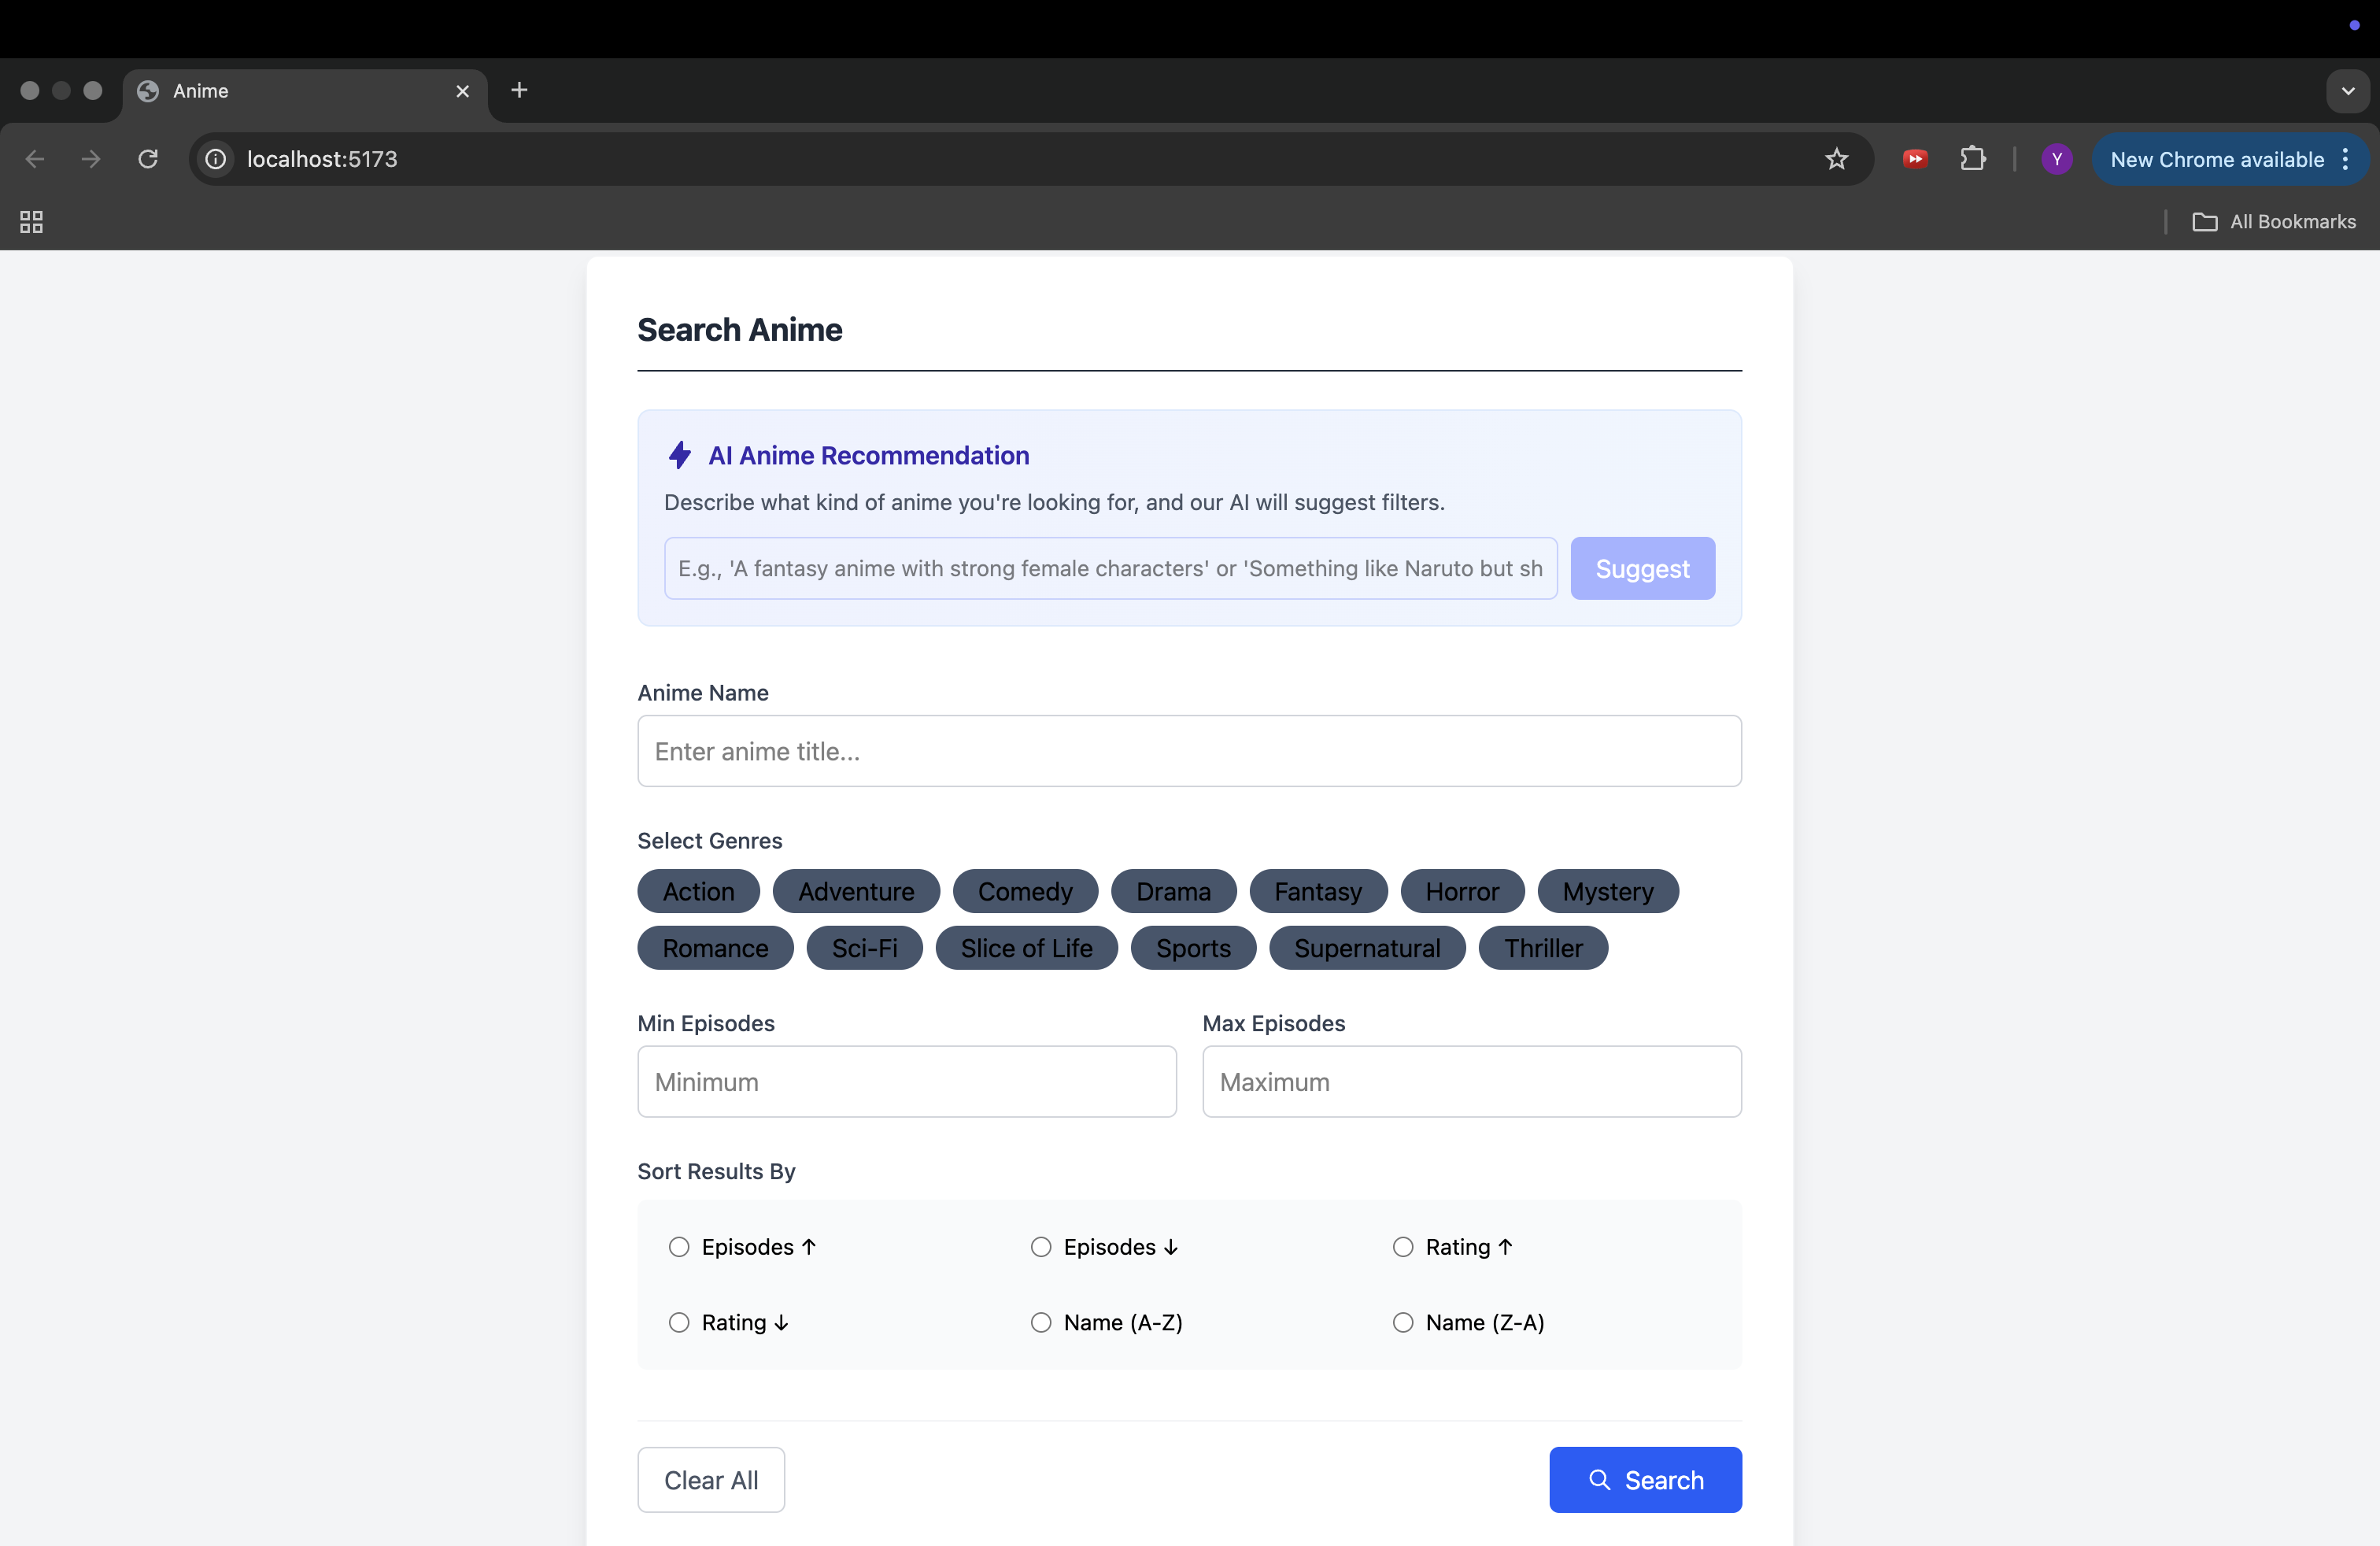 Anime
localhost:5173
Y
New Chrome available
All Bookmarks
Search Anime
AI Anime Recommendation
Describe what kind of anime you're looking for, and our AI will suggest filters.
E.g., 'A fantasy anime with strong female characters' or 'Something like Naruto but sh
Suggest
Anime Name
Enter anime title...
Select Genres
Action Adventure Comedy Drama Fantasy Horror Mystery
Romance Sci-Fi Slice of Life Sports Supernatural Thriller
Min Episodes Max Episodes
Minimum Maximum
Sort Results By
Episodes ↑ Episodes ↓ Rating ↑
Rating ↓ Name (A-Z) Name (Z-A)
Clear All Search